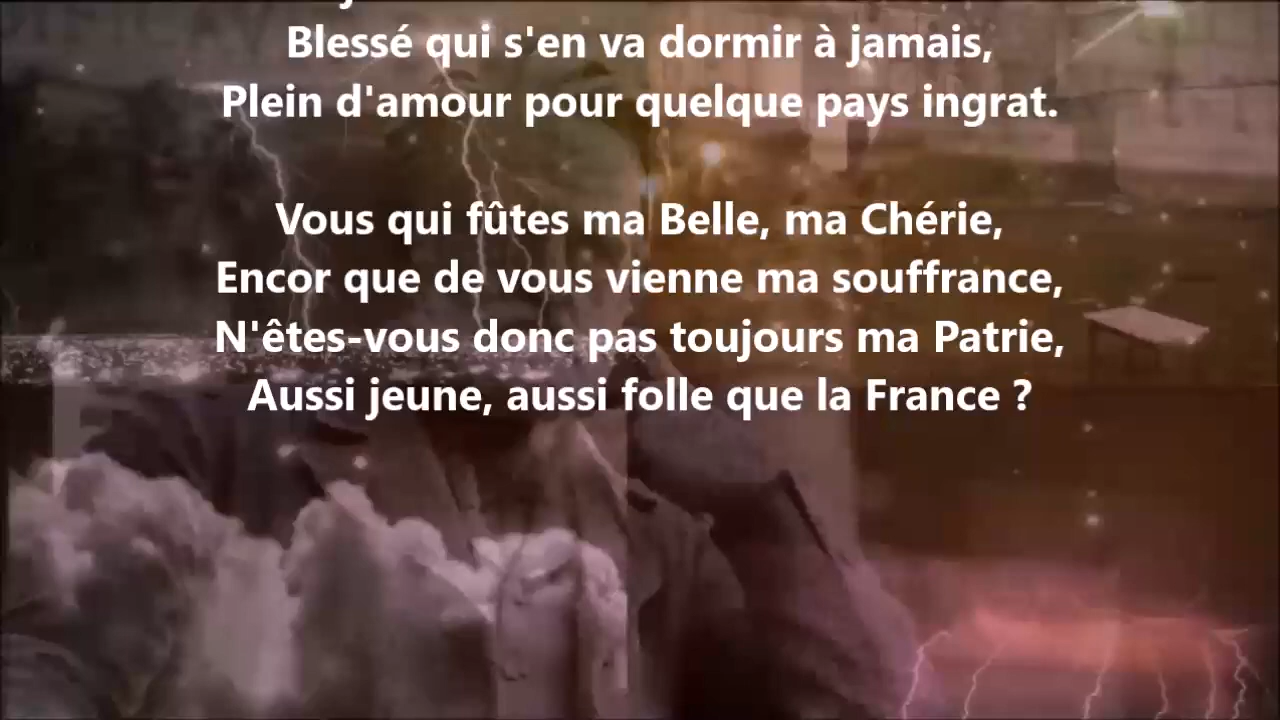 Blessé qui s'en va dormir à jamais,
Plein d'amour pour quelque pays ingrat.
Vous qui fûtes ma Belle, ma Chérie,
Encor que de vous vienne ma souffrance,
N'êtes-vous donc pas toujours ma Patrie,
Aussi jeune, aussi folle que la France ?